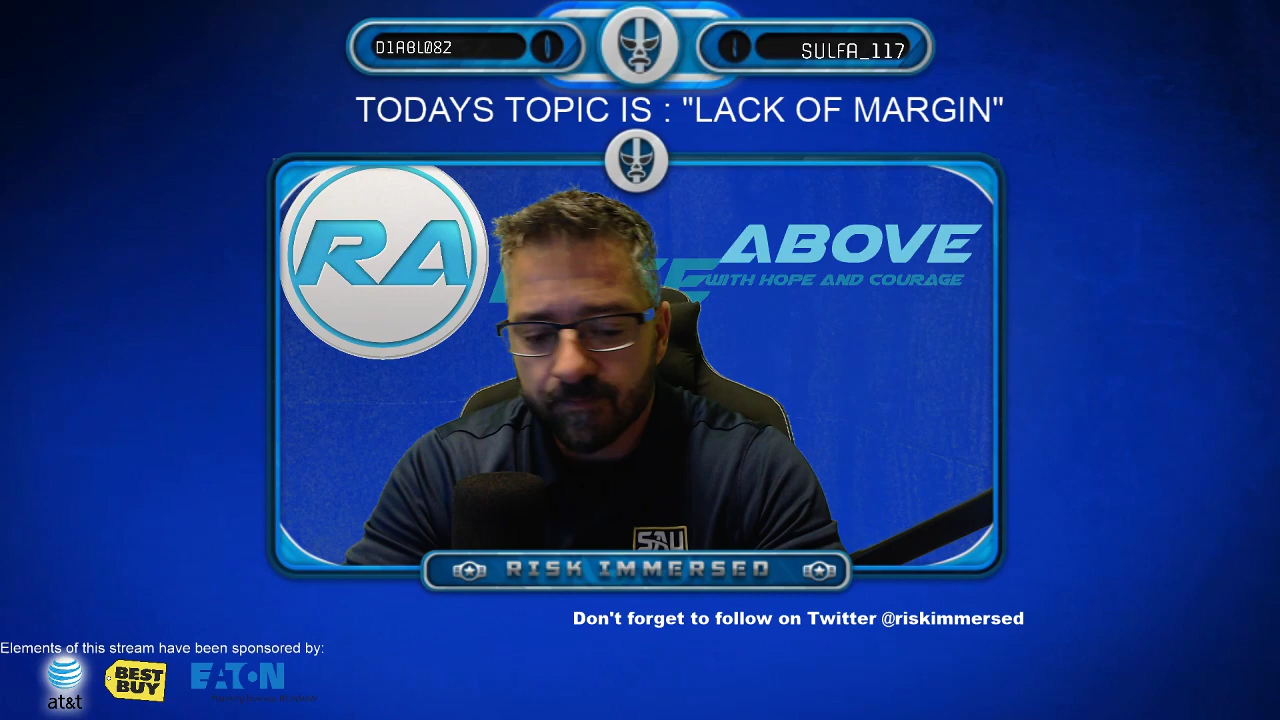 D1ABL082
SULFA_117
TODAYS TOPIC IS : "LACK OF MARGIN"
RA
ABOVE
WITH HOPE AND COURAGE
SAU
RISK IMMERSED
Don't forget to follow on Twitter @riskimmersed
Elements of this stream have been sponsored by:
at&t
BEST
BUY
EATON